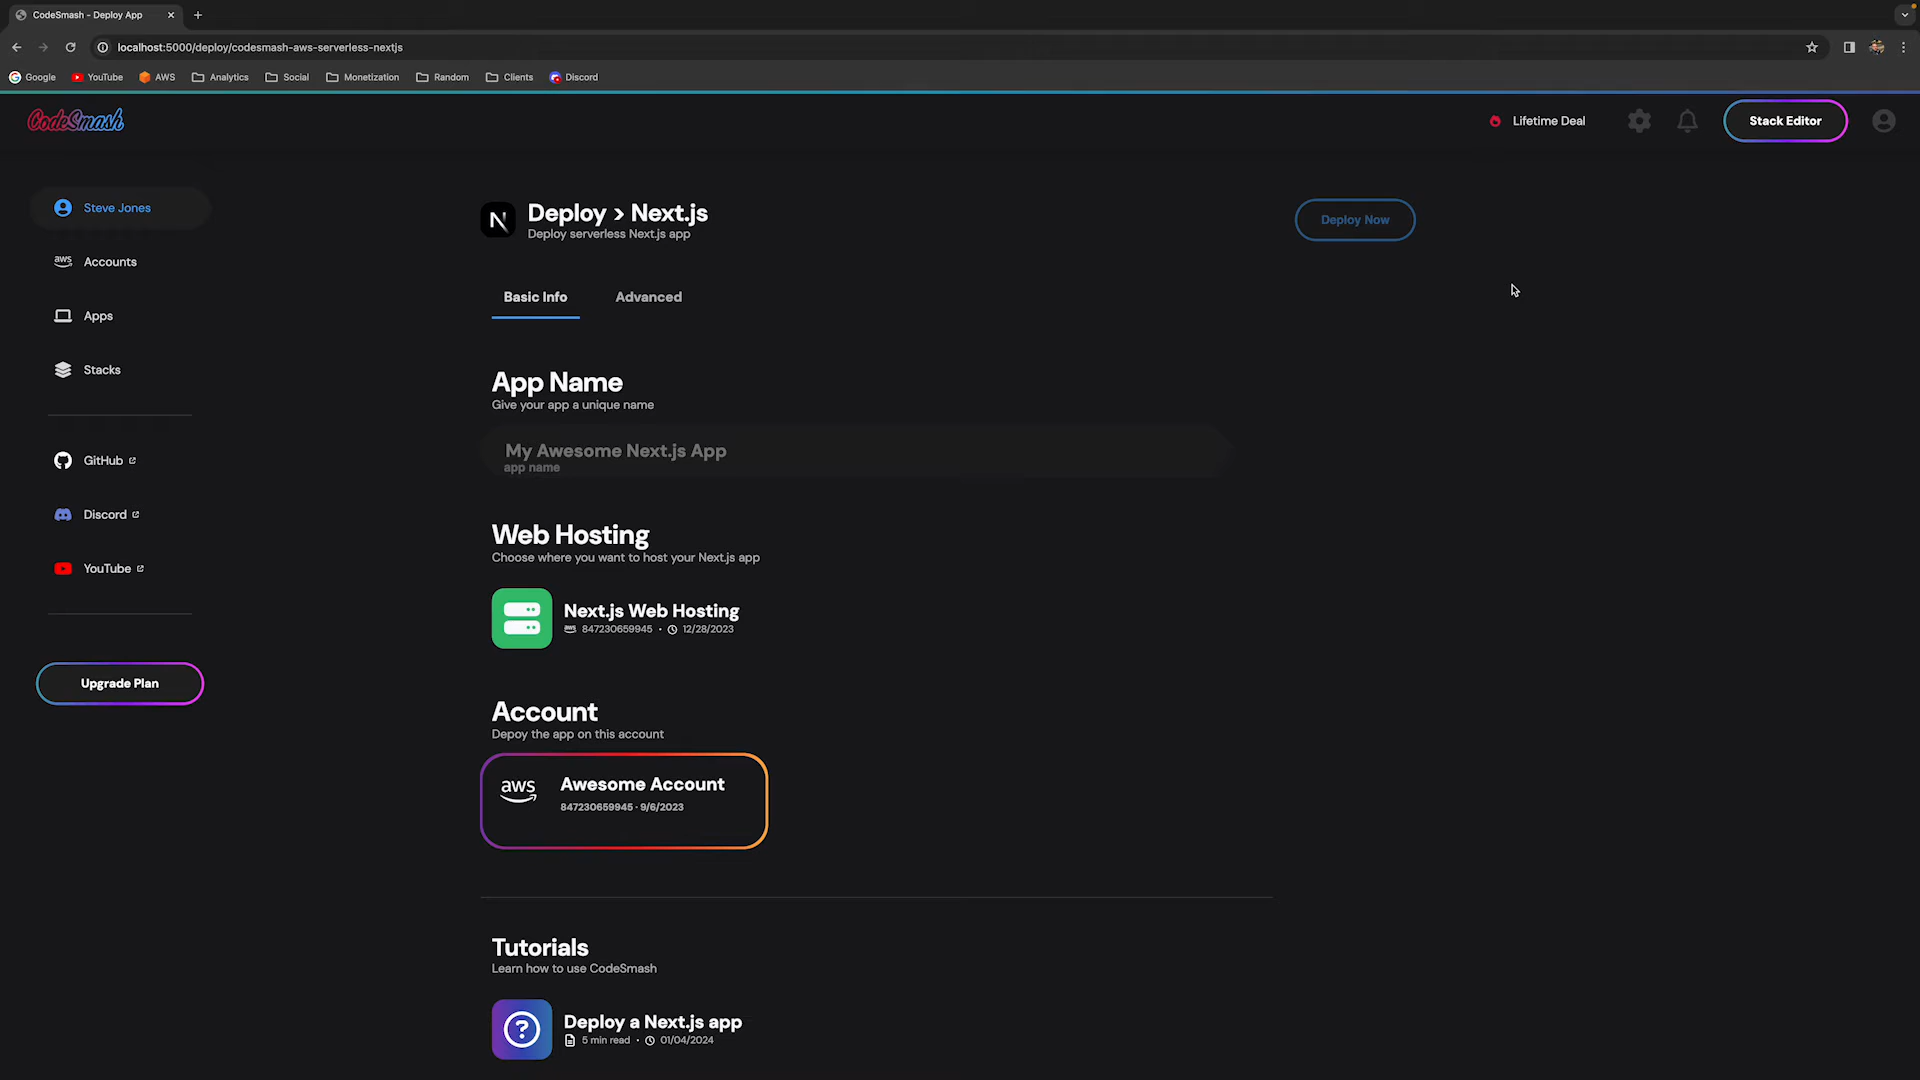 CodeSmash - Deploy App
localhost:5000/deploy/codesmash-aws-serverless-nextjs
Google
YouTube
AWS
Analytics
Social
Monetization
Random
Clients
Discord
CodeSmash
Lifetime Deal
Stack Editor
Steve Jones
aws
Accounts
Apps
Stacks
GitHub
Discord
YouTube
Upgrade Plan
N
Deploy > Next.js
Deploy serverless Next.js app
Deploy Now
Basic Info
Advanced
App Name
Give your app a unique name
My Awesome Next.js App
app name
Web Hosting
Choose where you want to host your Next.js app
Next.js Web Hosting
aws 847230659945 · 12/28/2023
Account
Depoy the app on this account
aws
Awesome Account
847230659945 · 9/6/2023
Tutorials
Learn how to use CodeSmash
?
Deploy a Next.js app
5 min read · 01/04/2024